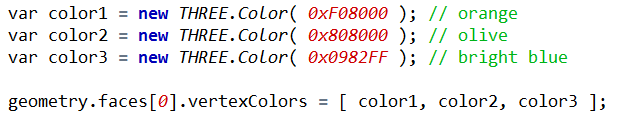 var color1 = new THREE.Color( 0xF08000 ); // orange
var color2 = new THREE.Color( 0x808000 ); // olive
var color3 = new THREE.Color( 0x0982FF ); // bright blue
geometry.faces[0].vertexColors = [ color1, color2, color3 ];